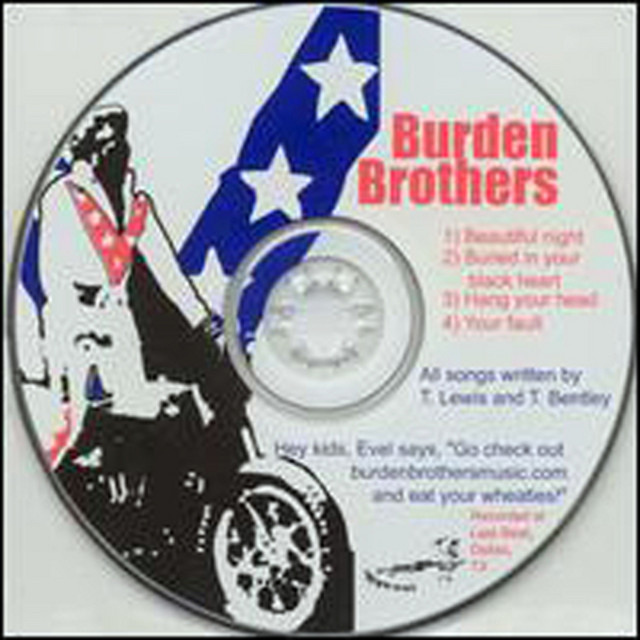 Burden
Brothers
1) Beautiful night
2) Buried in your
black heart
3) Hang your head
4) Your fault
All songs written by
T. Lewis and T. Bentley
Hey kids, Evel says, "Go check out
burdenbrothersmusic.com
and eat your wheaties!"
Recorded at
Last Beat,
Dallas,
TX